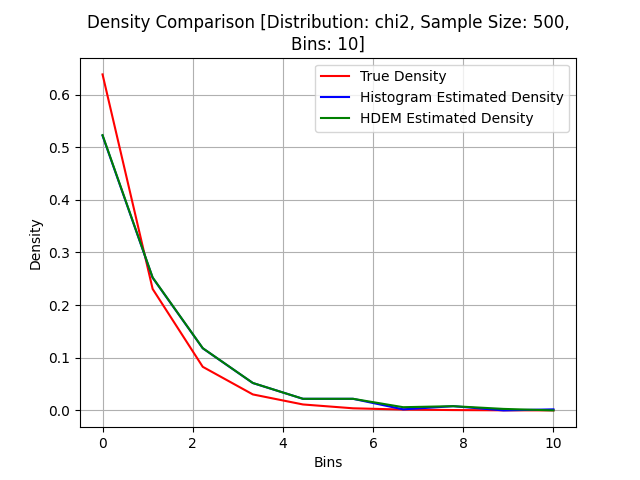 Density Comparison [Distribution: chi2, Sample Size: 500,
Bins: 10]
True Density
Histogram Estimated Density
HDEM Estimated Density
0.6
0.5
0.4
0.3
0.2
0.1
0.0
Density
0 2 4 6 8 10
Bins